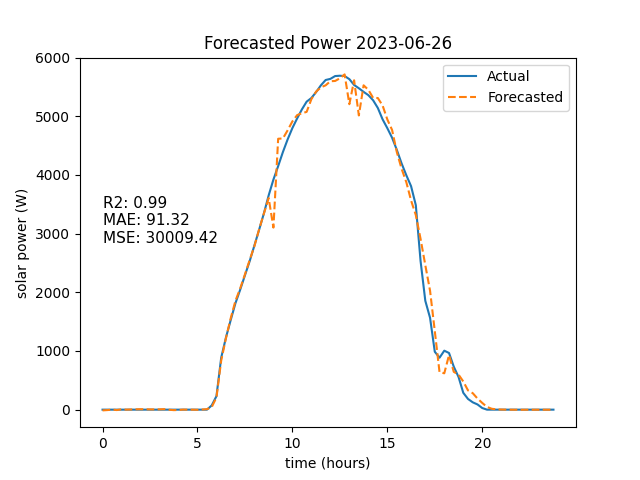 Forecasted Power 2023-06-26
6000
5000
4000
3000
2000
1000
0
solar power (W)
Actual
Forecasted
R2: 0.99
MAE: 91.32
MSE: 30009.42
0 5 10 15 20
time (hours)